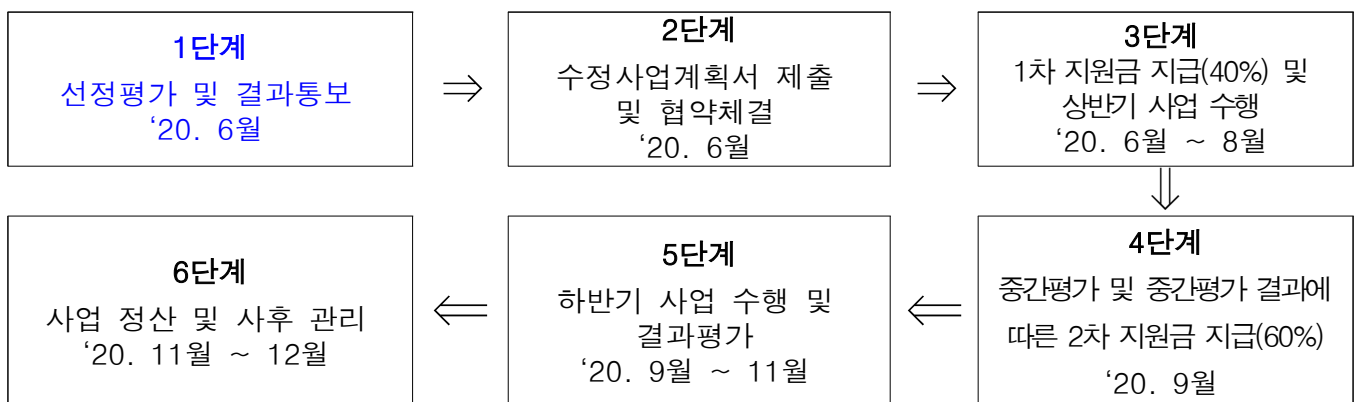 1단계
선정평가 및 결과통보
‘20. 6월
⇒
2단계
수정사업계획서 제출
및 협약체결
‘20. 6월
⇒
3단계
1차 지원금 지급(40%) 및
상반기 사업 수행
‘20. 6월 ~ 8월
⇓
4단계
중간평가 및 중간평가 결과에
따른 2차 지원금 지급(60%)
‘20. 9월
⇐
5단계
하반기 사업 수행 및
결과평가
‘20. 9월 ~ 11월
⇐
6단계
사업 정산 및 사후 관리
‘20. 11월 ~ 12월